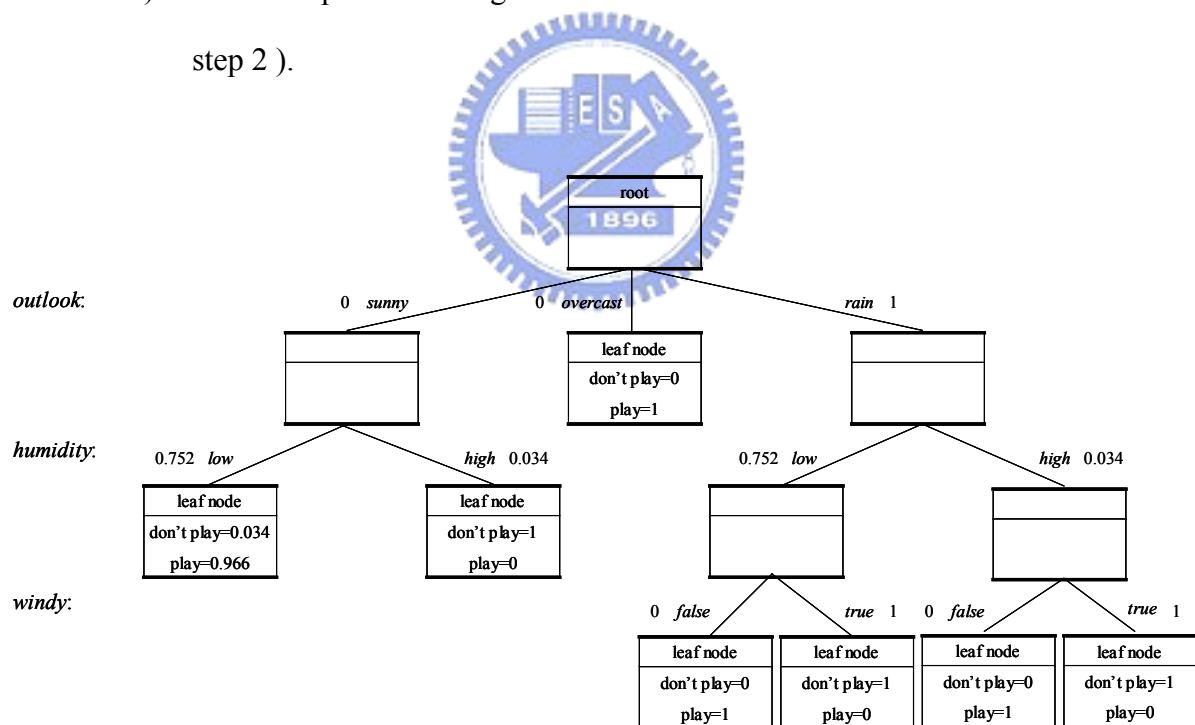 step 2 ).
E S A
1896
root
outlook:
0 sunny
0 overcast
rain 1
leaf node
don't play=0
play=1
humidity:
0.752 low
high 0.034
0.752 low
high 0.034
leaf node
don't play=0.034
play=0.966
leaf node
don't play=1
play=0
windy:
0 false
true 1
0 false
true 1
leaf node
don't play=0
play=1
leaf node
don't play=1
play=0
leaf node
don't play=0
play=1
leaf node
don't play=1
play=0